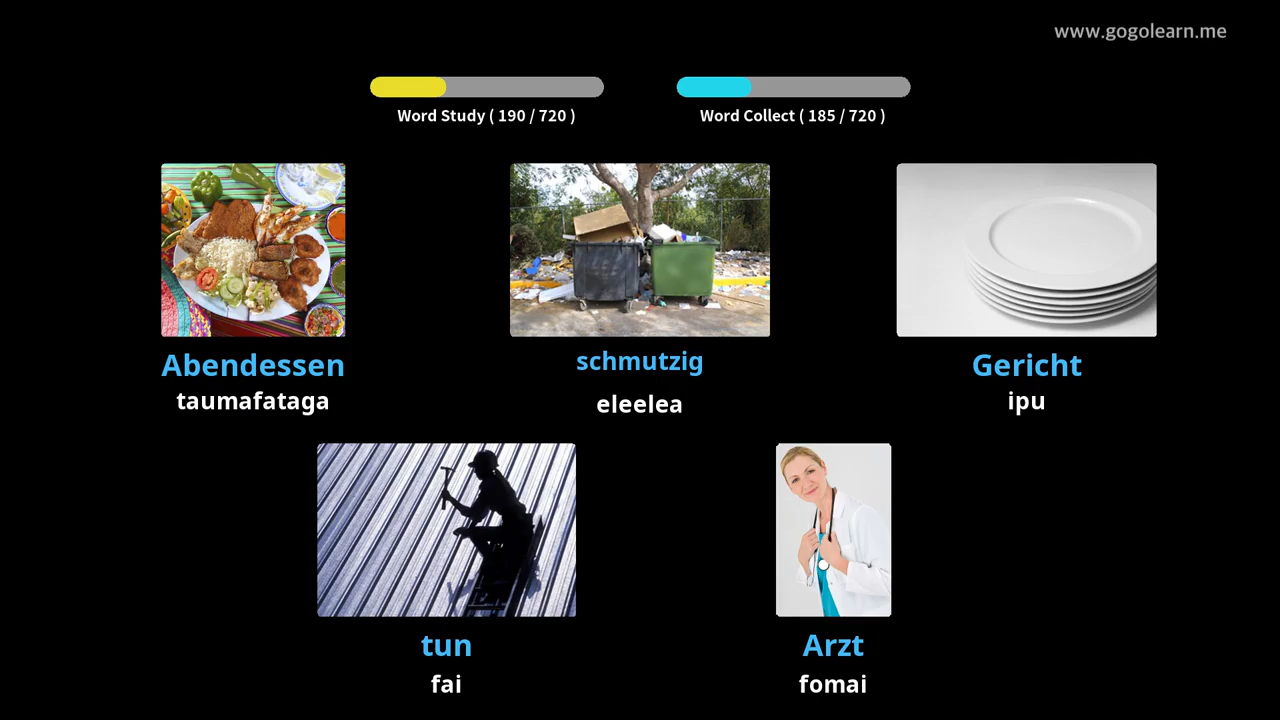 www.gogolearn.me
Word Study ( 190 / 720 )
Word Collect ( 185 / 720 )
Abendessen
taumafataga
schmutzig
eleelea
Gericht
ipu
tun
fai
Arzt
fomai